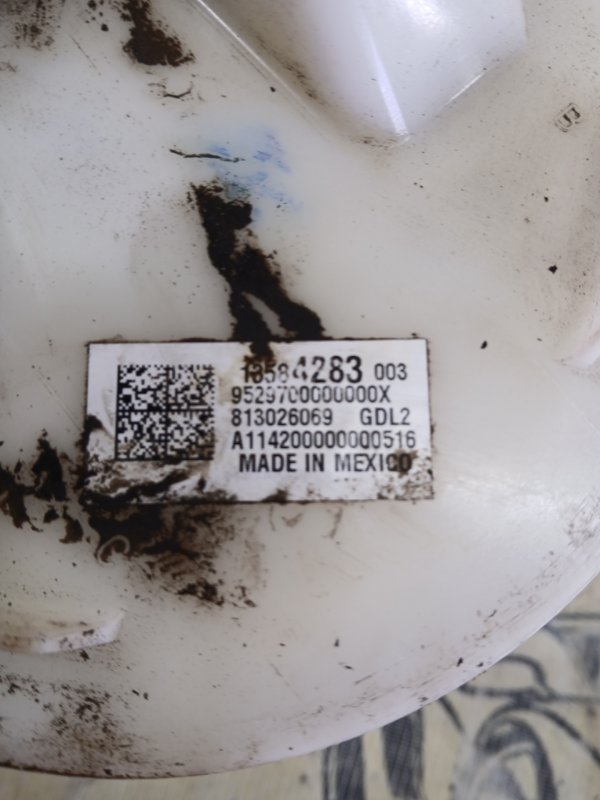 13584283 003
9529700000000X
813026069 GDL2
A114200000000516
MADE IN MEXICO